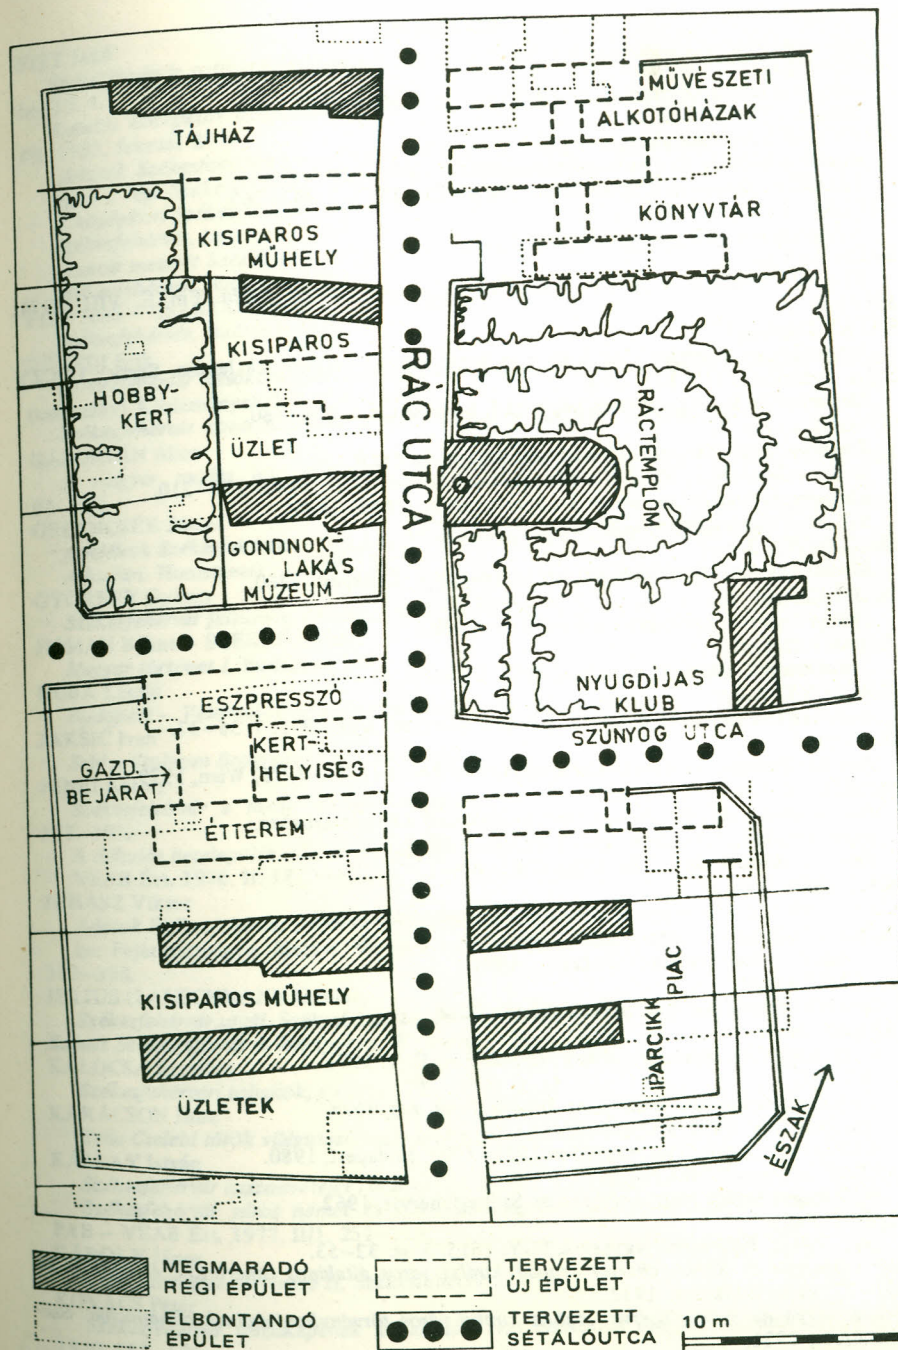 TÁJHÁZ
MŰVÉSZETI
ALKOTÓHÁZAK
KISIPAROS
MŰHELY
KÖNYVTÁR
KISIPAROS
RÁC UTCA
HOBBY-
KERT
ÜZLET
RÁCTEMPLOM
GONDNOK
LAKÁS
MÚZEUM
ESZPRESSZÓ
NYUGDÍJAS
KLUB
SZÚNYOG UTCA
KERT-
HELYISÉG
GAZD.
BEJÁRAT
ÉTTEREM
KISIPAROS MŰHELY
IPARCIKK
PIAC
ÜZLETEK
ÉSZAK
MEGMARADÓ
RÉGI ÉPÜLET
TERVEZETT
ÚJ ÉPÜLET
ELBONTANDÓ
ÉPÜLET
TERVEZETT
SÉTÁLÓUTCA
10 m